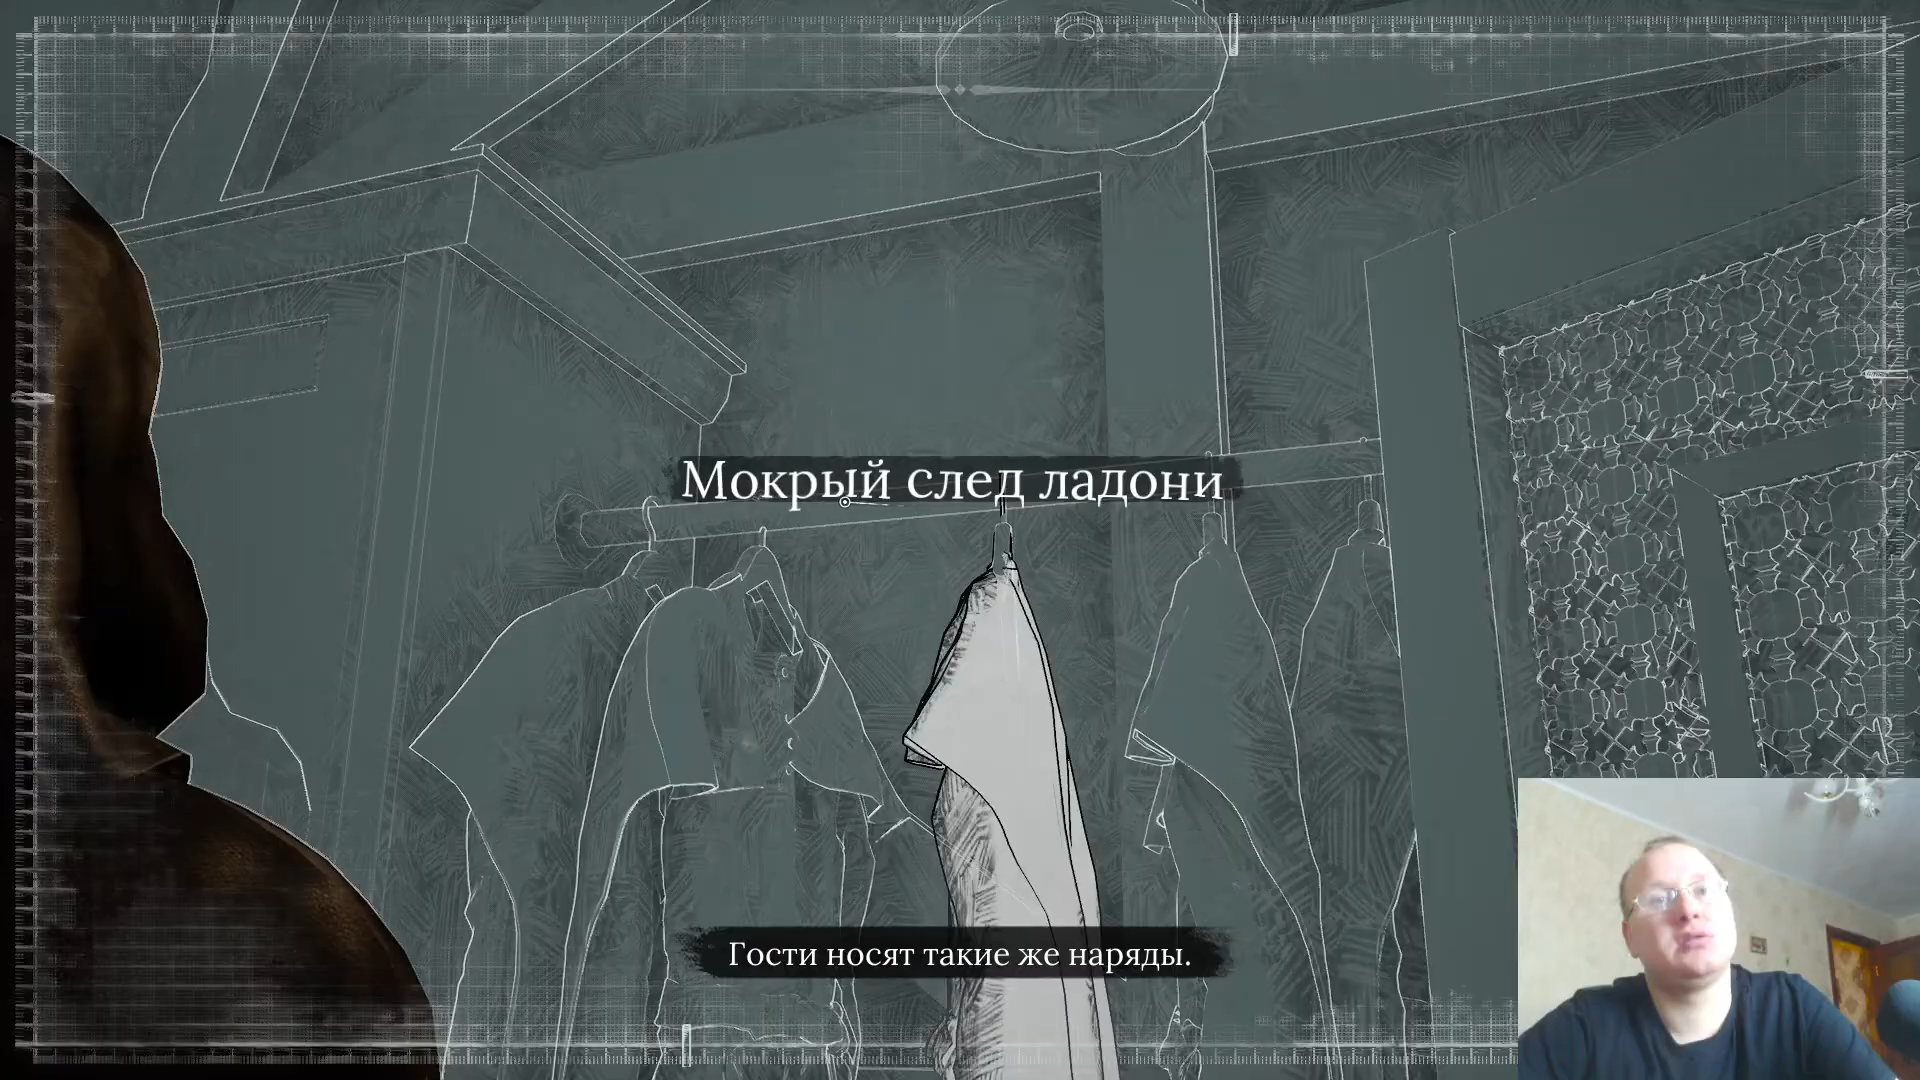 Мокрый след ладони
Гости носят такие же наряды.